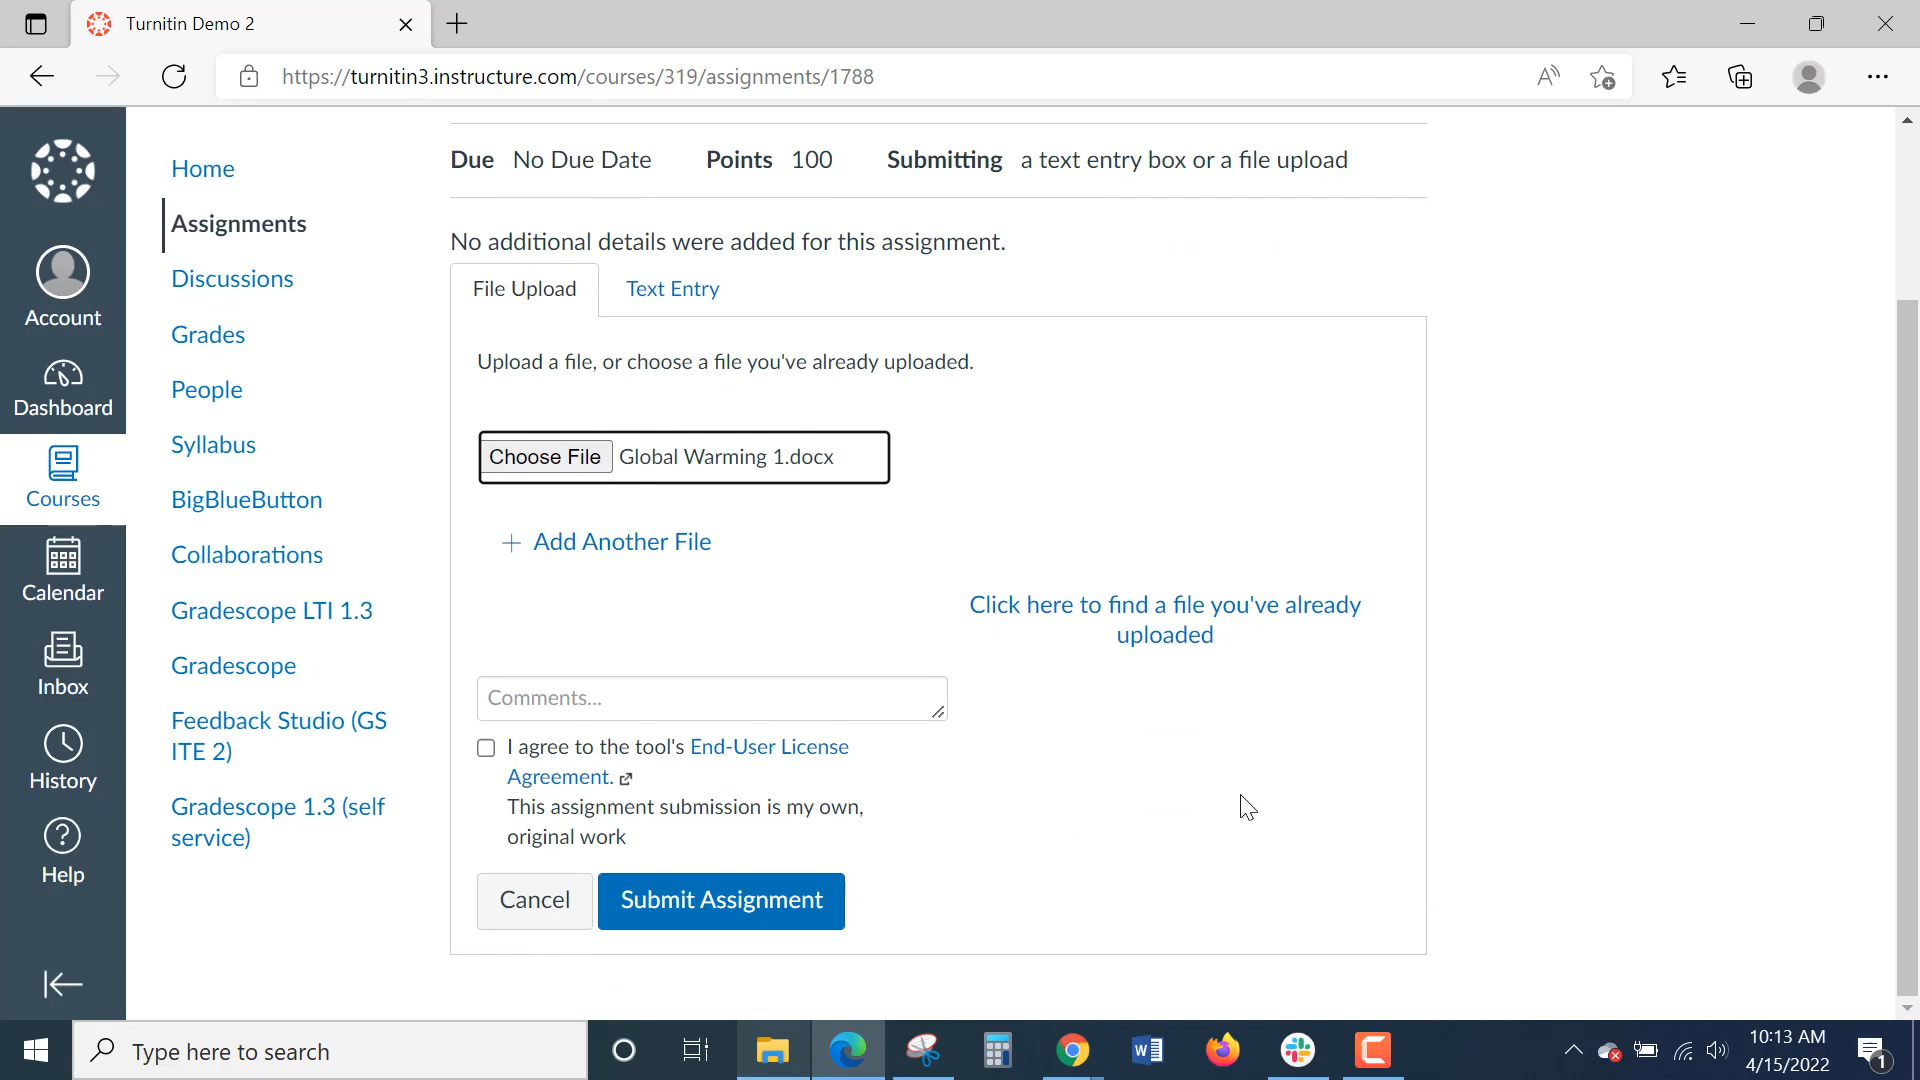 Turnitin Demo 2
https://turnitin3.instructure.com/courses/319/assignments/1788
Account
Dashboard
Courses
Calendar
Inbox
History
Help
Home
Assignments
Discussions
Grades
People
Syllabus
BigBlueButton
Collaborations
Gradescope LTI 1.3
Gradescope
Feedback Studio (GS
ITE 2)
Gradescope 1.3 (self
service)
Due No Due Date Points 100 Submitting a text entry box or a file upload
No additional details were added for this assignment.
File Upload Text Entry
Upload a file, or choose a file you've already uploaded.
Choose File Global Warming 1.docx
Add Another File
Click here to find a file you've already
uploaded
Comments...
I agree to the tool's End-User License
Agreement.
This assignment submission is my own,
original work
Cancel Submit Assignment
Type here to search
10:13 AM
4/15/2022
1